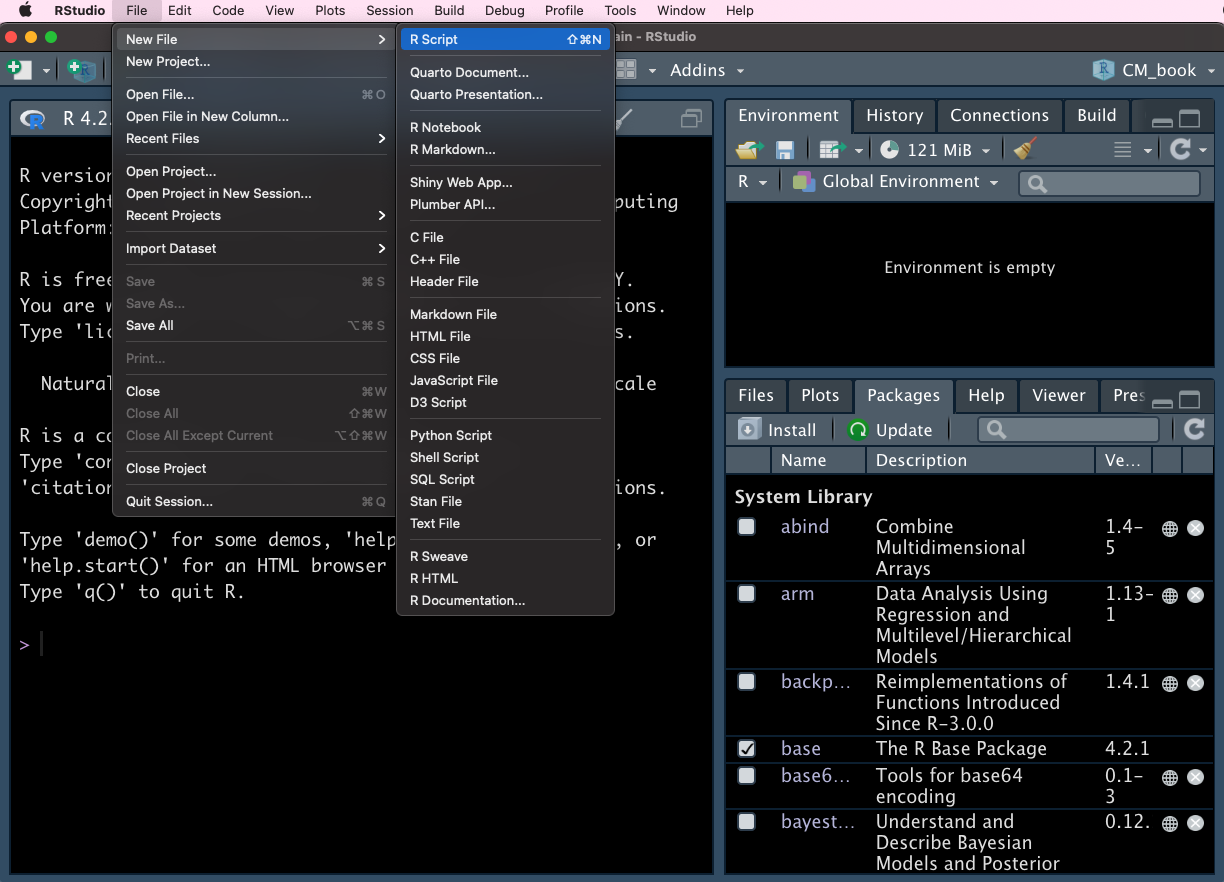 RStudio File Edit Code View Plots Session Build Debug Profile Tools Window Help
ain - RStudio
Addins
CM_book
New File
New Project...
Open File... ⌘O
Open File in New Column...
Recent Files
Open Project...
Open Project in New Session...
Recent Projects
Import Dataset
Save ⌘S
Save As...
Save All ⌥⌘S
Print...
Close ⌘W
Close All ⇧⌘W
Close All Except Current ⌥⇧⌘W
Close Project
Quit Session... ⌘Q
R Script ⇧⌘N
Quarto Document...
Quarto Presentation...
R Notebook
R Markdown...
Shiny Web App...
Plumber API...
C File
C++ File
Header File
Markdown File
HTML File
CSS File
JavaScript File
D3 Script
Python Script
Shell Script
SQL Script
Stan File
Text File
R Sweave
R HTML
R Documentation...
R 4.2.
R version
Copyright puting
Platform:
R is free Y.
You are w ions.
Type 'lic s.
Natural cale
R is a co
Type 'con
'citation ions.
Type 'demo()' for some demos, 'help , or
'help.start()' for an HTML browser
Type 'q()' to quit R.
>
Environment History Connections Build
121 MiB
R Global Environment
Environment is empty
Files Plots Packages Help Viewer Pres
Install Update
Name Description Ve...
System Library
abind Combine Multidimensional Arrays 1.4-5
arm Data Analysis Using Regression and Multilevel/Hierarchical Models 1.13-1
backp... Reimplementations of Functions Introduced Since R-3.0.0 1.4.1
base The R Base Package 4.2.1
base6... Tools for base64 encoding 0.1-3
bayest... Understand and Describe Bayesian Models and Posterior 0.12.